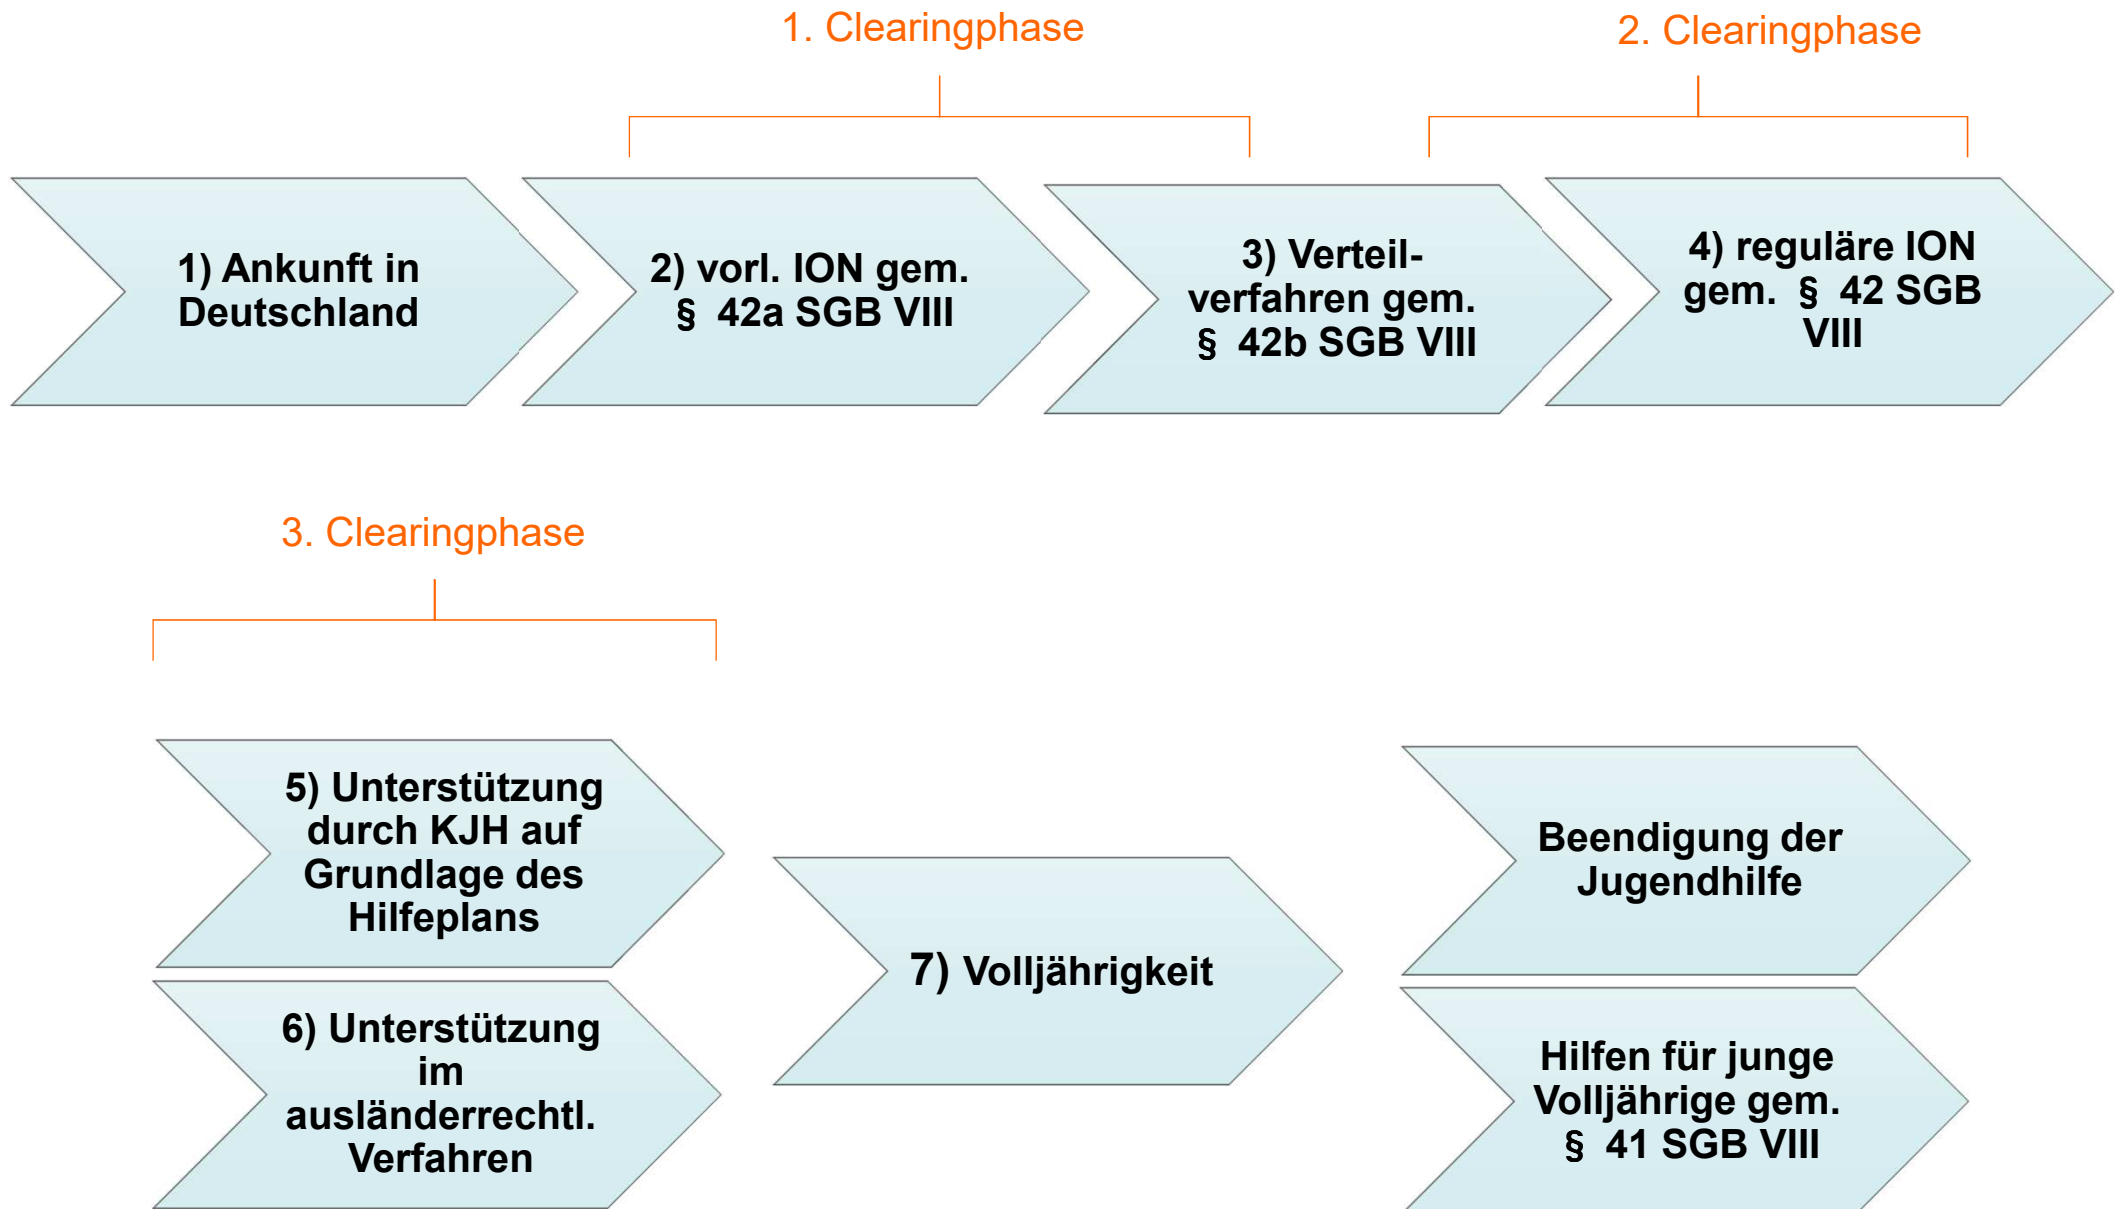 1. Clearingphase
2. Clearingphase
1) Ankunft in
Deutschland
2) vorl. ION gem.
§ 42a SGB VIII
3) Verteil-
verfahren gem.
§ 42b SGB VIII
4) reguläre ION
gem. § 42 SGB
VIII
3. Clearingphase
5) Unterstützung
durch KJH auf
Grundlage des
Hilfeplans
6) Unterstützung
im
ausländerrechtl.
Verfahren
7) Volljährigkeit
Beendigung der
Jugendhilfe
Hilfen für junge
Volljährige gem.
§ 41 SGB VIII